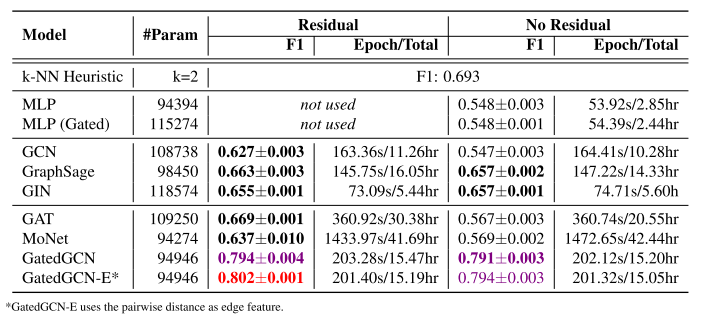 Model #Param Residual No Residual
F1 Epoch/Total F1 Epoch/Total
k-NN Heuristic k=2 F1: 0.693
MLP 94394 not used 0.548±0.003 53.92s/2.85hr
MLP (Gated) 115274 not used 0.548±0.001 54.39s/2.44hr
GCN 108738 0.627±0.003 163.36s/11.26hr 0.547±0.003 164.41s/10.28hr
GraphSage 98450 0.663±0.003 145.75s/16.05hr 0.657±0.002 147.22s/14.33hr
GIN 118574 0.655±0.001 73.09s/5.44hr 0.657±0.001 74.71s/5.60h
GAT 109250 0.669±0.001 360.92s/30.38hr 0.567±0.003 360.74s/20.55hr
MoNet 94274 0.637±0.010 1433.97s/41.69hr 0.569±0.002 1472.65s/42.44hr
GatedGCN 94946 0.794±0.004 203.28s/15.47hr 0.791±0.003 202.12s/15.20hr
GatedGCN-E* 94946 0.802±0.001 201.40s/15.19hr 0.794±0.003 201.32s/15.05hr
*GatedGCN-E uses the pairwise distance as edge feature.